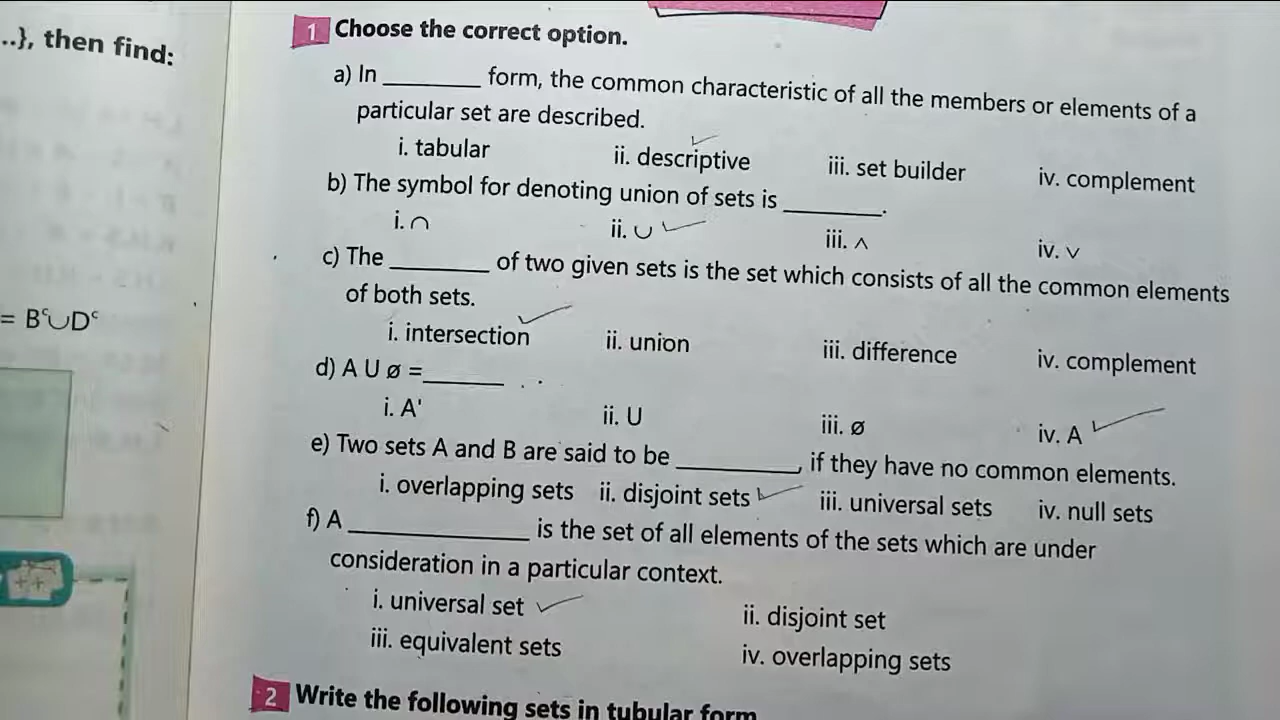 ..}, then find:
= BᶜUDᶜ
1 Choose the correct option.
a) In ________ form, the common characteristic of all the members or elements of a
particular set are described.
i. tabular ii. descriptive iii. set builder iv. complement
b) The symbol for denoting union of sets is ________.
i. ∩ ii. ∪ iii. ∧ iv. ∨
c) The ________ of two given sets is the set which consists of all the common elements
of both sets.
i. intersection ii. union iii. difference iv. complement
d) A U ø =______
i. A' ii. U iii. ø iv. A
e) Two sets A and B are said to be _________, if they have no common elements.
i. overlapping sets ii. disjoint sets iii. universal sets iv. null sets
f) A ______________ is the set of all elements of the sets which are under
consideration in a particular context.
i. universal set ii. disjoint set
iii. equivalent sets iv. overlapping sets
2 Write the following sets in tubular form